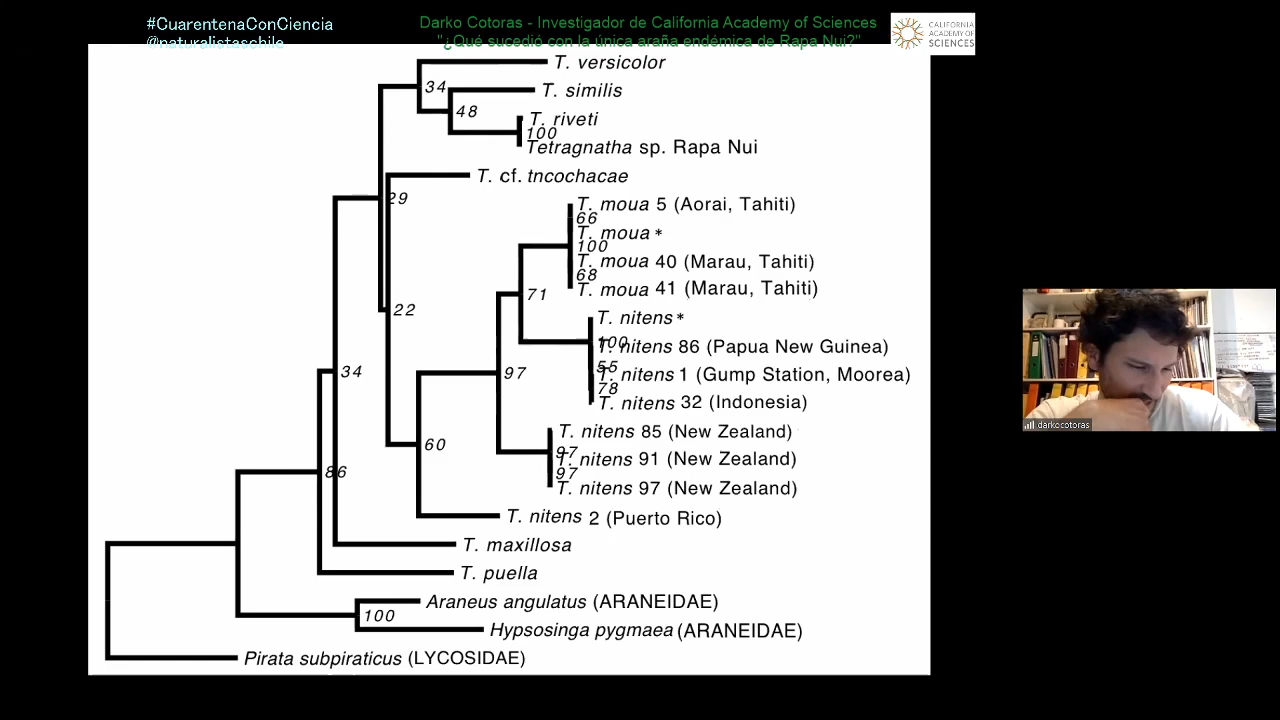 #CuarentenaConCiencia
@naturalistaschile
Darko Cotoras - Investigador de California Academy of Sciences
"¿Qué sucedió con la única araña endémica de Rapa Nui?"
CALIFORNIA
ACADEMY OF
SCIENCES
T. versicolor
34
T. similis
48
T. riveti
100
Tetragnatha sp. Rapa Nui
T. cf. tncochacae
29
T. moua 5 (Aorai, Tahiti)
66
T. moua *
100
T. moua 40 (Marau, Tahiti)
68
T. moua 41 (Marau, Tahiti)
71
22
T. nitens *
100
T. nitens 86 (Papua New Guinea)
55
T. nitens 1 (Gump Station, Moorea)
78
T. nitens 32 (Indonesia)
34
97
T. nitens 85 (New Zealand)
97
T. nitens 91 (New Zealand)
97
T. nitens 97 (New Zealand)
60
86
T. nitens 2 (Puerto Rico)
T. maxillosa
T. puella
Araneus angulatus (ARANEIDAE)
100
Hypsosinga pygmaea (ARANEIDAE)
Pirata subpiraticus (LYCOSIDAE)
darkocotoras